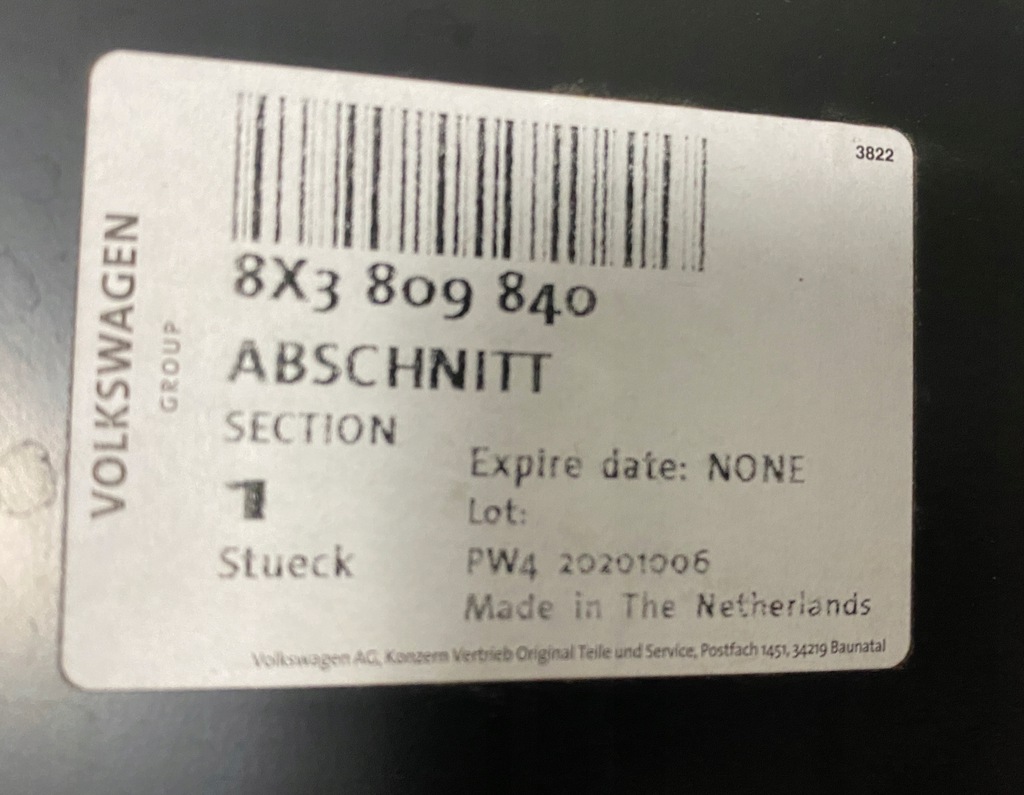 3822
VOLKSWAGEN
GROUP
8X3 809 840
ABSCHNITT
SECTION
1
Stueck
Expire date: NONE
Lot:
PW4 20201006
Made in The Netherlands
Volkswagen AG, Konzern Vertrieb Original Teile und Service, Postfach 1451, 34219 Baunatal